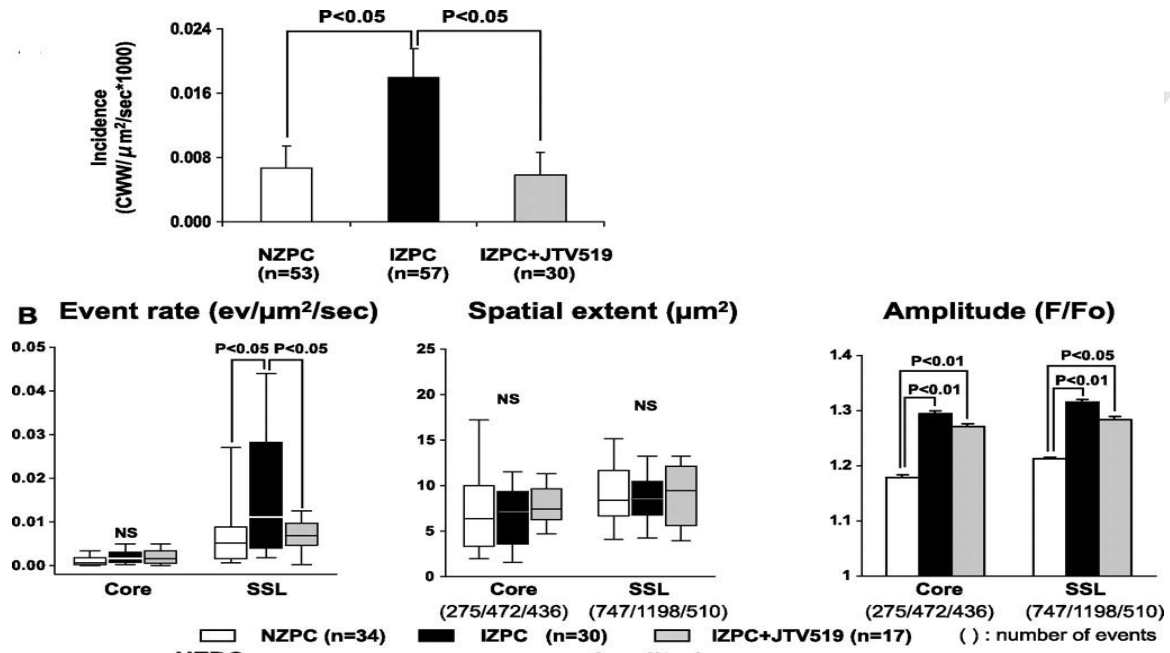 P<0.05 P<0.05
0.024
0.016
0.008
0.000
Incidence
(CWW/μm²/sec*1000)
NZPC IZPC IZPC+JTV519
(n=53) (n=57) (n=30)
B Event rate (ev/μm²/sec) Spatial extent (μm²) Amplitude (F/Fo)
0.05
0.04
0.03
0.02
0.01
0.00
P<0.05 P<0.05
NS
Core SSL
25
20
15
10
5
0
NS NS
Core SSL
(275/472/436) (747/1198/510)
1.4
1.3
1.2
1.1
1
P<0.01 P<0.05
P<0.01 P<0.01
Core SSL
(275/472/436) (747/1198/510)
NZPC (n=34) IZPC (n=30) IZPC+JTV519 (n=17) ( ) : number of events